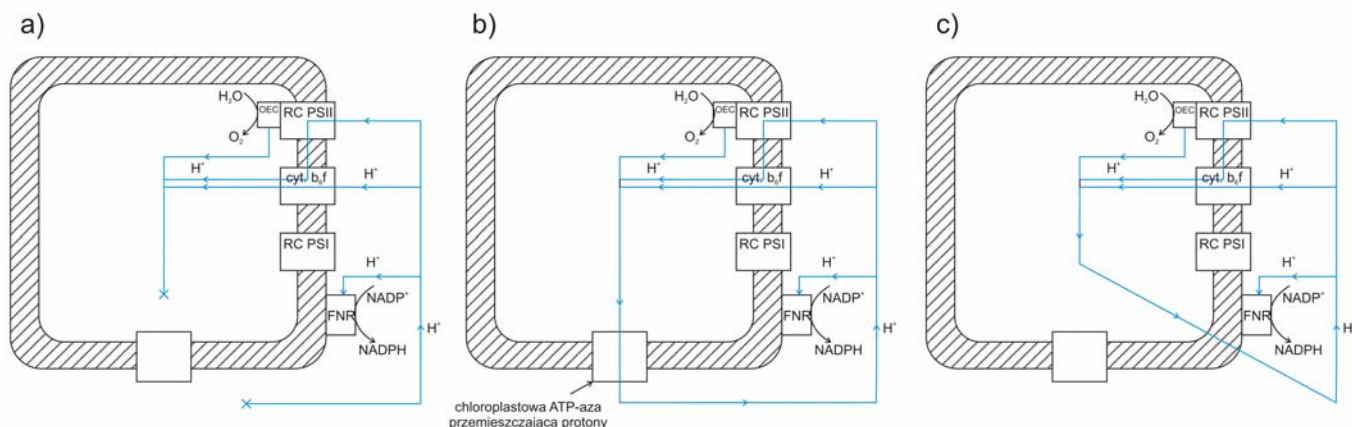 a)
H₂O
OEC
RC PSII
O₂
H⁺
cyt. b₆f
H⁺
RC PSI
H⁺
NADP⁺
FNR
H⁺
NADPH
b)
H₂O
OEC
RC PSII
O₂
H⁺
cyt. b₆f
H⁺
RC PSI
H⁺
NADP⁺
FNR
H⁺
NADPH
chloroplastowa ATP-aza
przemieszczająca protony
c)
H₂O
OEC
RC PSII
O₂
H⁺
cyt. b₆f
H⁺
RC PSI
H⁺
NADP⁺
FNR
H
NADPH